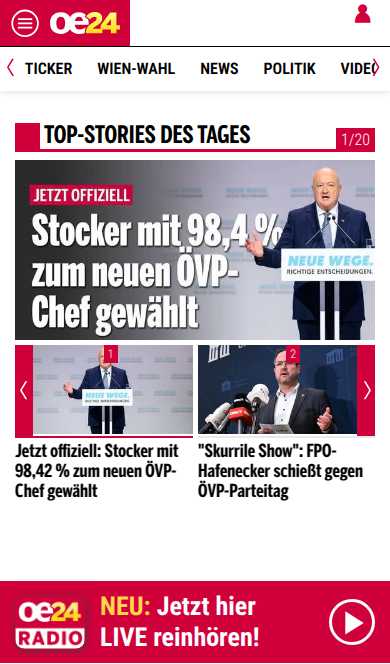 oe24
TICKER WIEN-WAHL NEWS POLITIK VIDEO
TOP-STORIES DES TAGES
1/20
JETZT OFFIZIELL
Stocker mit 98,4 %
zum neuen ÖVP-
Chef gewählt
NEUE WEGE.
RICHTIGE ENTSCHEIDUNGEN.
1
NEUE WEGE.
2
Jetzt offiziell: Stocker mit
98,42 % zum neuen ÖVP-
Chef gewählt
"Skurrile Show": FPO-
Hafenecker schießt gegen
ÖVP-Parteitag
oe24
RADIO
NEU: Jetzt hier
LIVE reinhören!